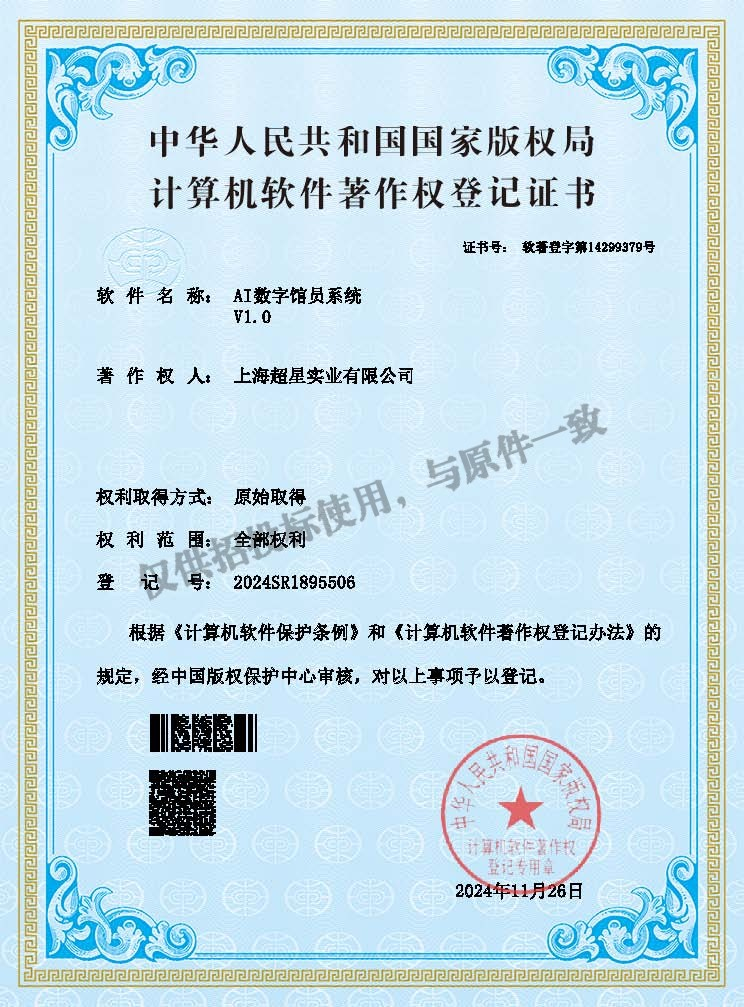 中华人民共和国国家版权局
计算机软件著作权登记证书
证书号： 软著登字第14299379号
软件名称： AI数字馆员系统
V1.0
著作权人： 上海超星实业有限公司
仅供招投标使用，与原件一致
权利取得方式： 原始取得
权利范围： 全部权利
登记号： 2024SR1895506
根据《计算机软件保护条例》和《计算机软件著作权登记办法》的
规定，经中国版权保护中心审核，对以上事项予以登记。
中华人民共和国国家版权局
计算机软件著作权
登记专用章
2024年11月26日